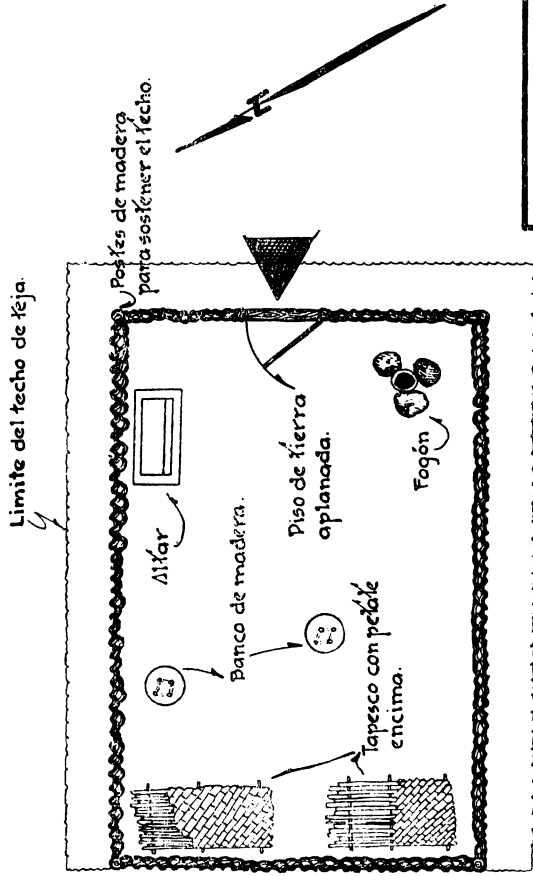 Limite del techo de teja.
Postes de madera
para sostener el techo.
N
Altar
Banco de madera.
Piso de tierra
aplanada.
Fogón
Tapesco con petate
encima.